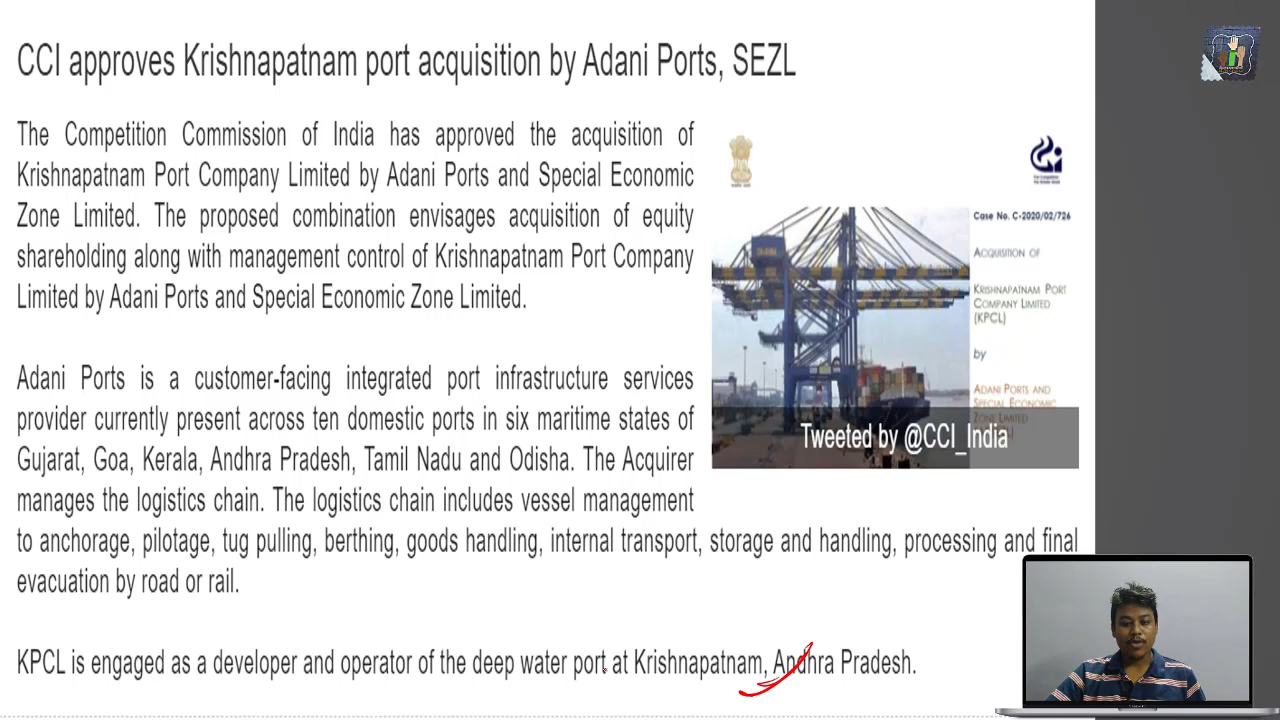 CCI approves Krishnapatnam port acquisition by Adani Ports, SEZL
The Competition Commission of India has approved the acquisition of
Krishnapatnam Port Company Limited by Adani Ports and Special Economic
Zone Limited. The proposed combination envisages acquisition of equity
shareholding along with management control of Krishnapatnam Port Company
Limited by Adani Ports and Special Economic Zone Limited.
Adani Ports is a customer-facing integrated port infrastructure services
provider currently present across ten domestic ports in six maritime states of
Gujarat, Goa, Kerala, Andhra Pradesh, Tamil Nadu and Odisha. The Acquirer
manages the logistics chain. The logistics chain includes vessel management
to anchorage, pilotage, tug pulling, berthing, goods handling, internal transport, storage and handling, processing and final
evacuation by road or rail.
KPCL is engaged as a developer and operator of the deep water port at Krishnapatnam, Andhra Pradesh.
Case No. C-2020/02/726
ACQUISITION OF
KRISHNAPATNAM PORT
COMPANY LIMITED
(KPCL)
by
ADANI PORTS AND
SPECIAL ECONOMIC
ZONE LIMITED
Tweeted by @CCI_India